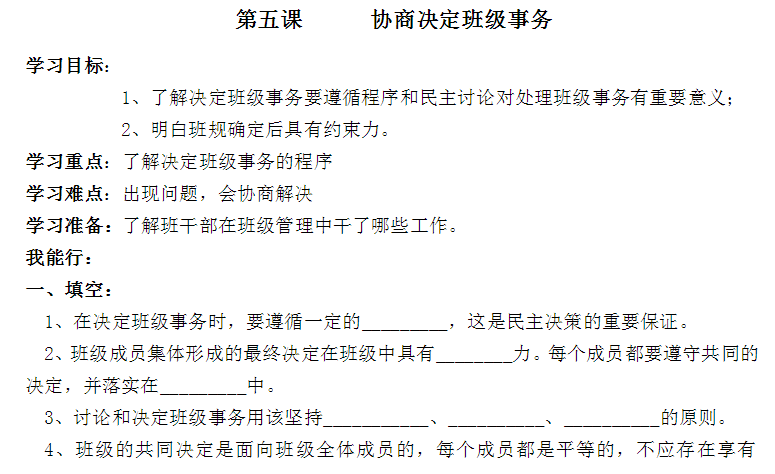 第五课 协商决定班级事务
学习目标：
1、了解决定班级事务要遵循程序和民主讨论对处理班级事务有重要意义；
2、明白班规确定后具有约束力。
学习重点：了解决定班级事务的程序
学习难点：出现问题，会协商解决
学习准备：了解班干部在班级管理中干了哪些工作。
我能行：
一、填空：
1、在决定班级事务时，要遵循一定的_________，这是民主决策的重要保证。
2、班级成员集体形成的最终决定在班级中具有________力。每个成员都要遵守共同的
决定，并落实在_________中。
3、讨论和决定班级事务用该坚持___________、__________、__________的原则。
4、班级的共同决定是面向班级全体成员的，每个成员都是平等的，不应存在享有